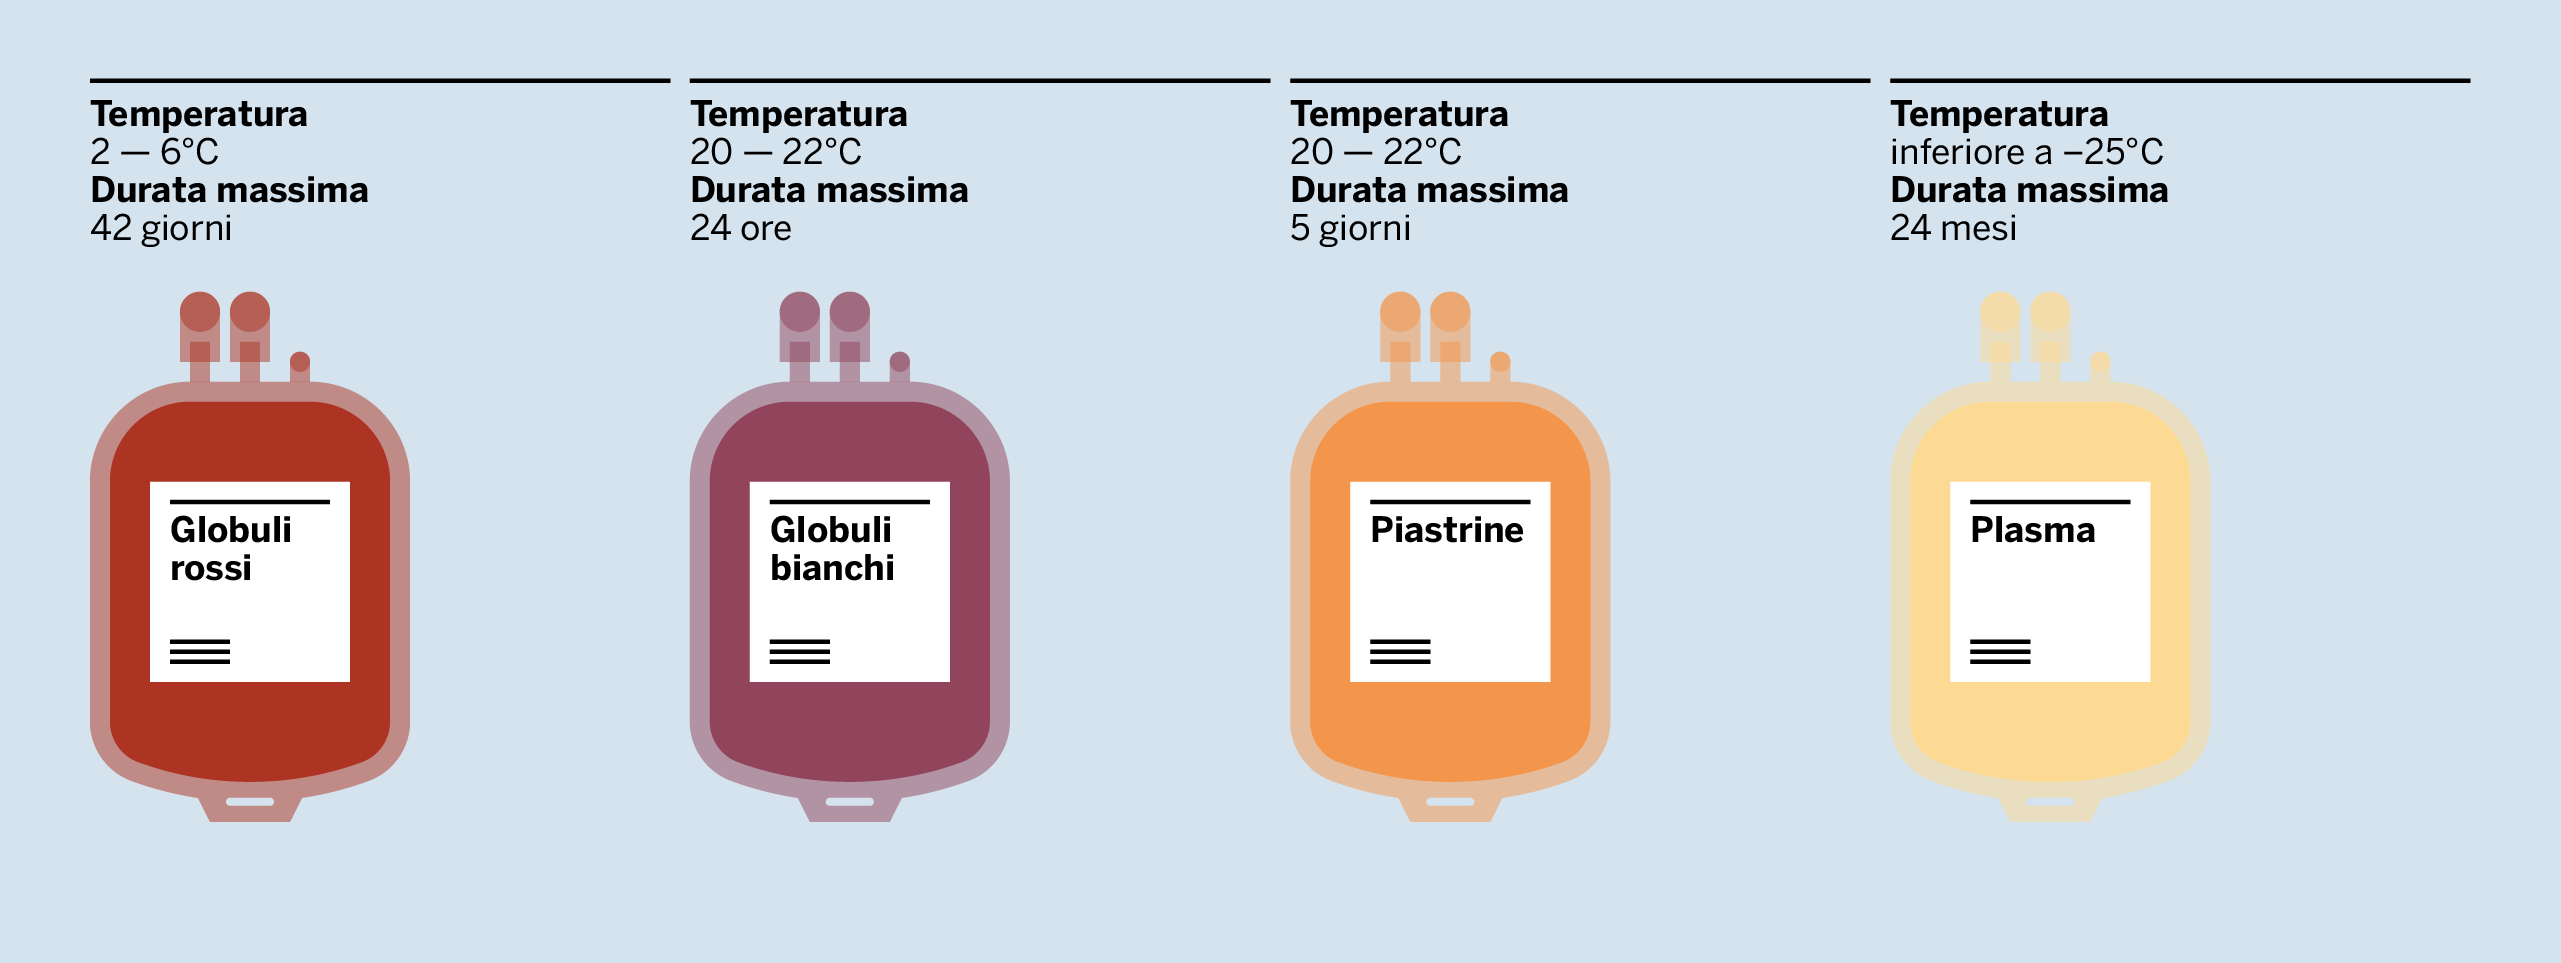 Temperatura
2 — 6°C
Durata massima
42 giorni
Globuli
rossi
Temperatura
20 — 22°C
Durata massima
24 ore
Globuli
bianchi
Temperatura
20 — 22°C
Durata massima
5 giorni
Piastrine
Temperatura
inferiore a –25°C
Durata massima
24 mesi
Plasma